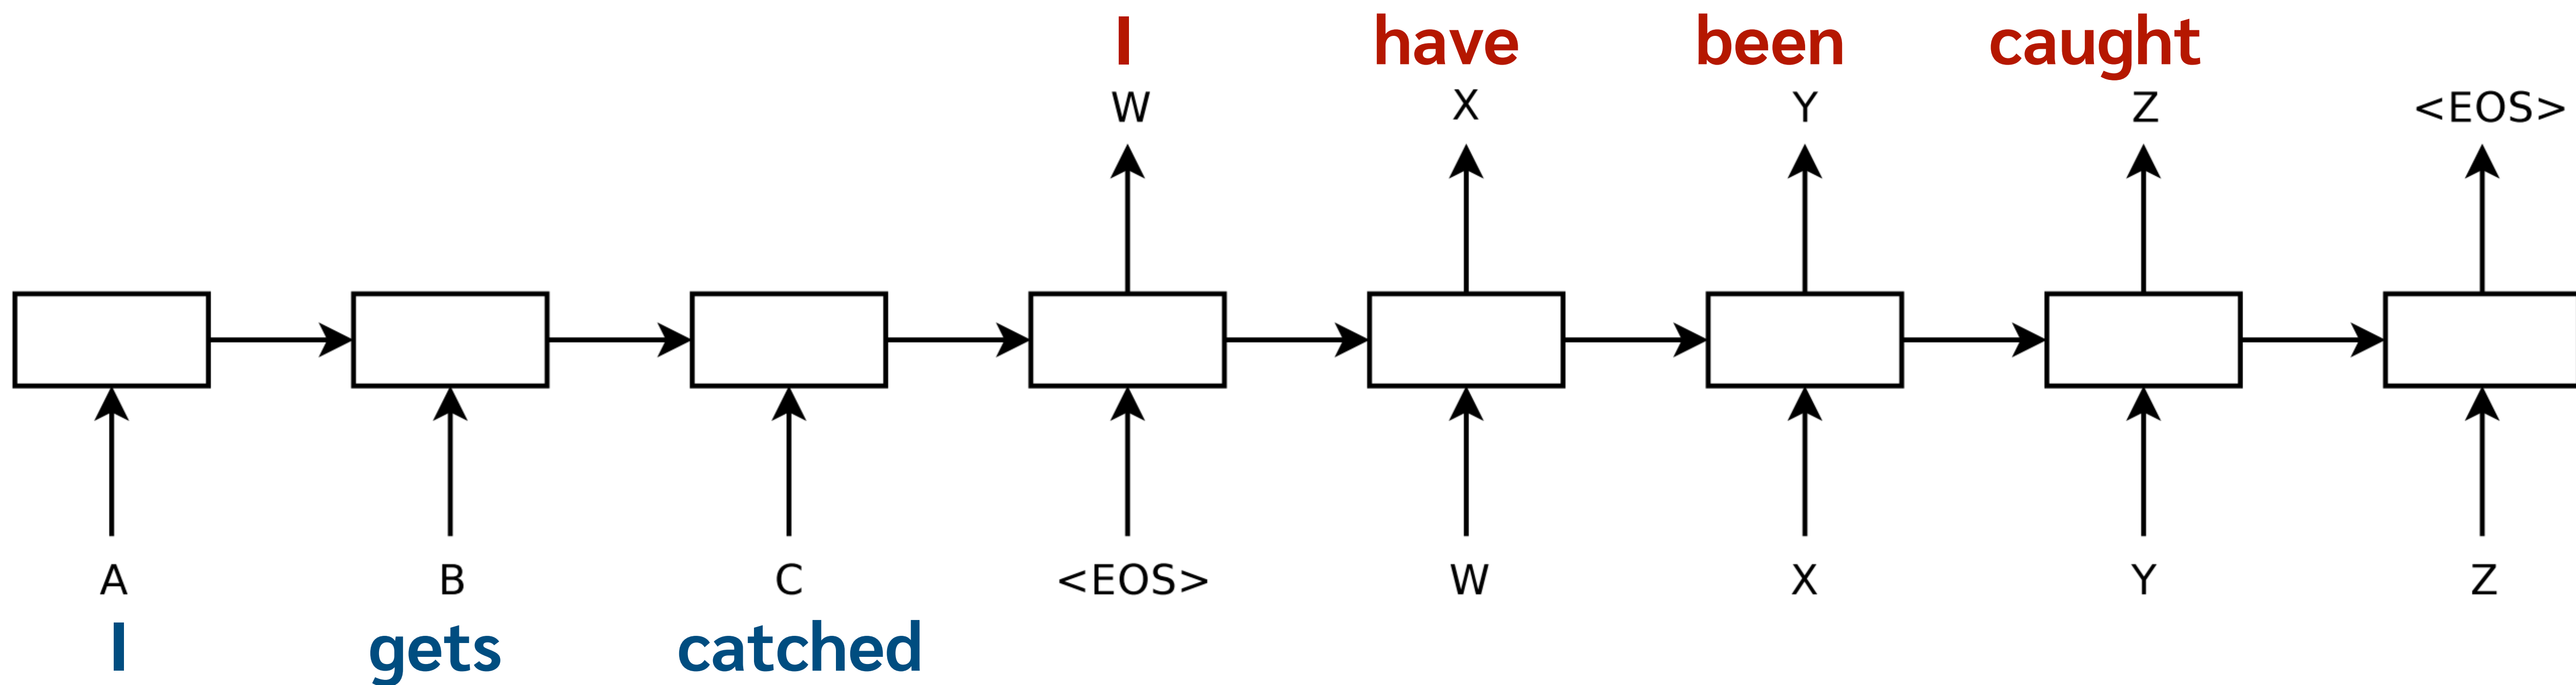 I have been caught
W X Y Z <EOS>
A B C <EOS> W X Y Z
I gets catched